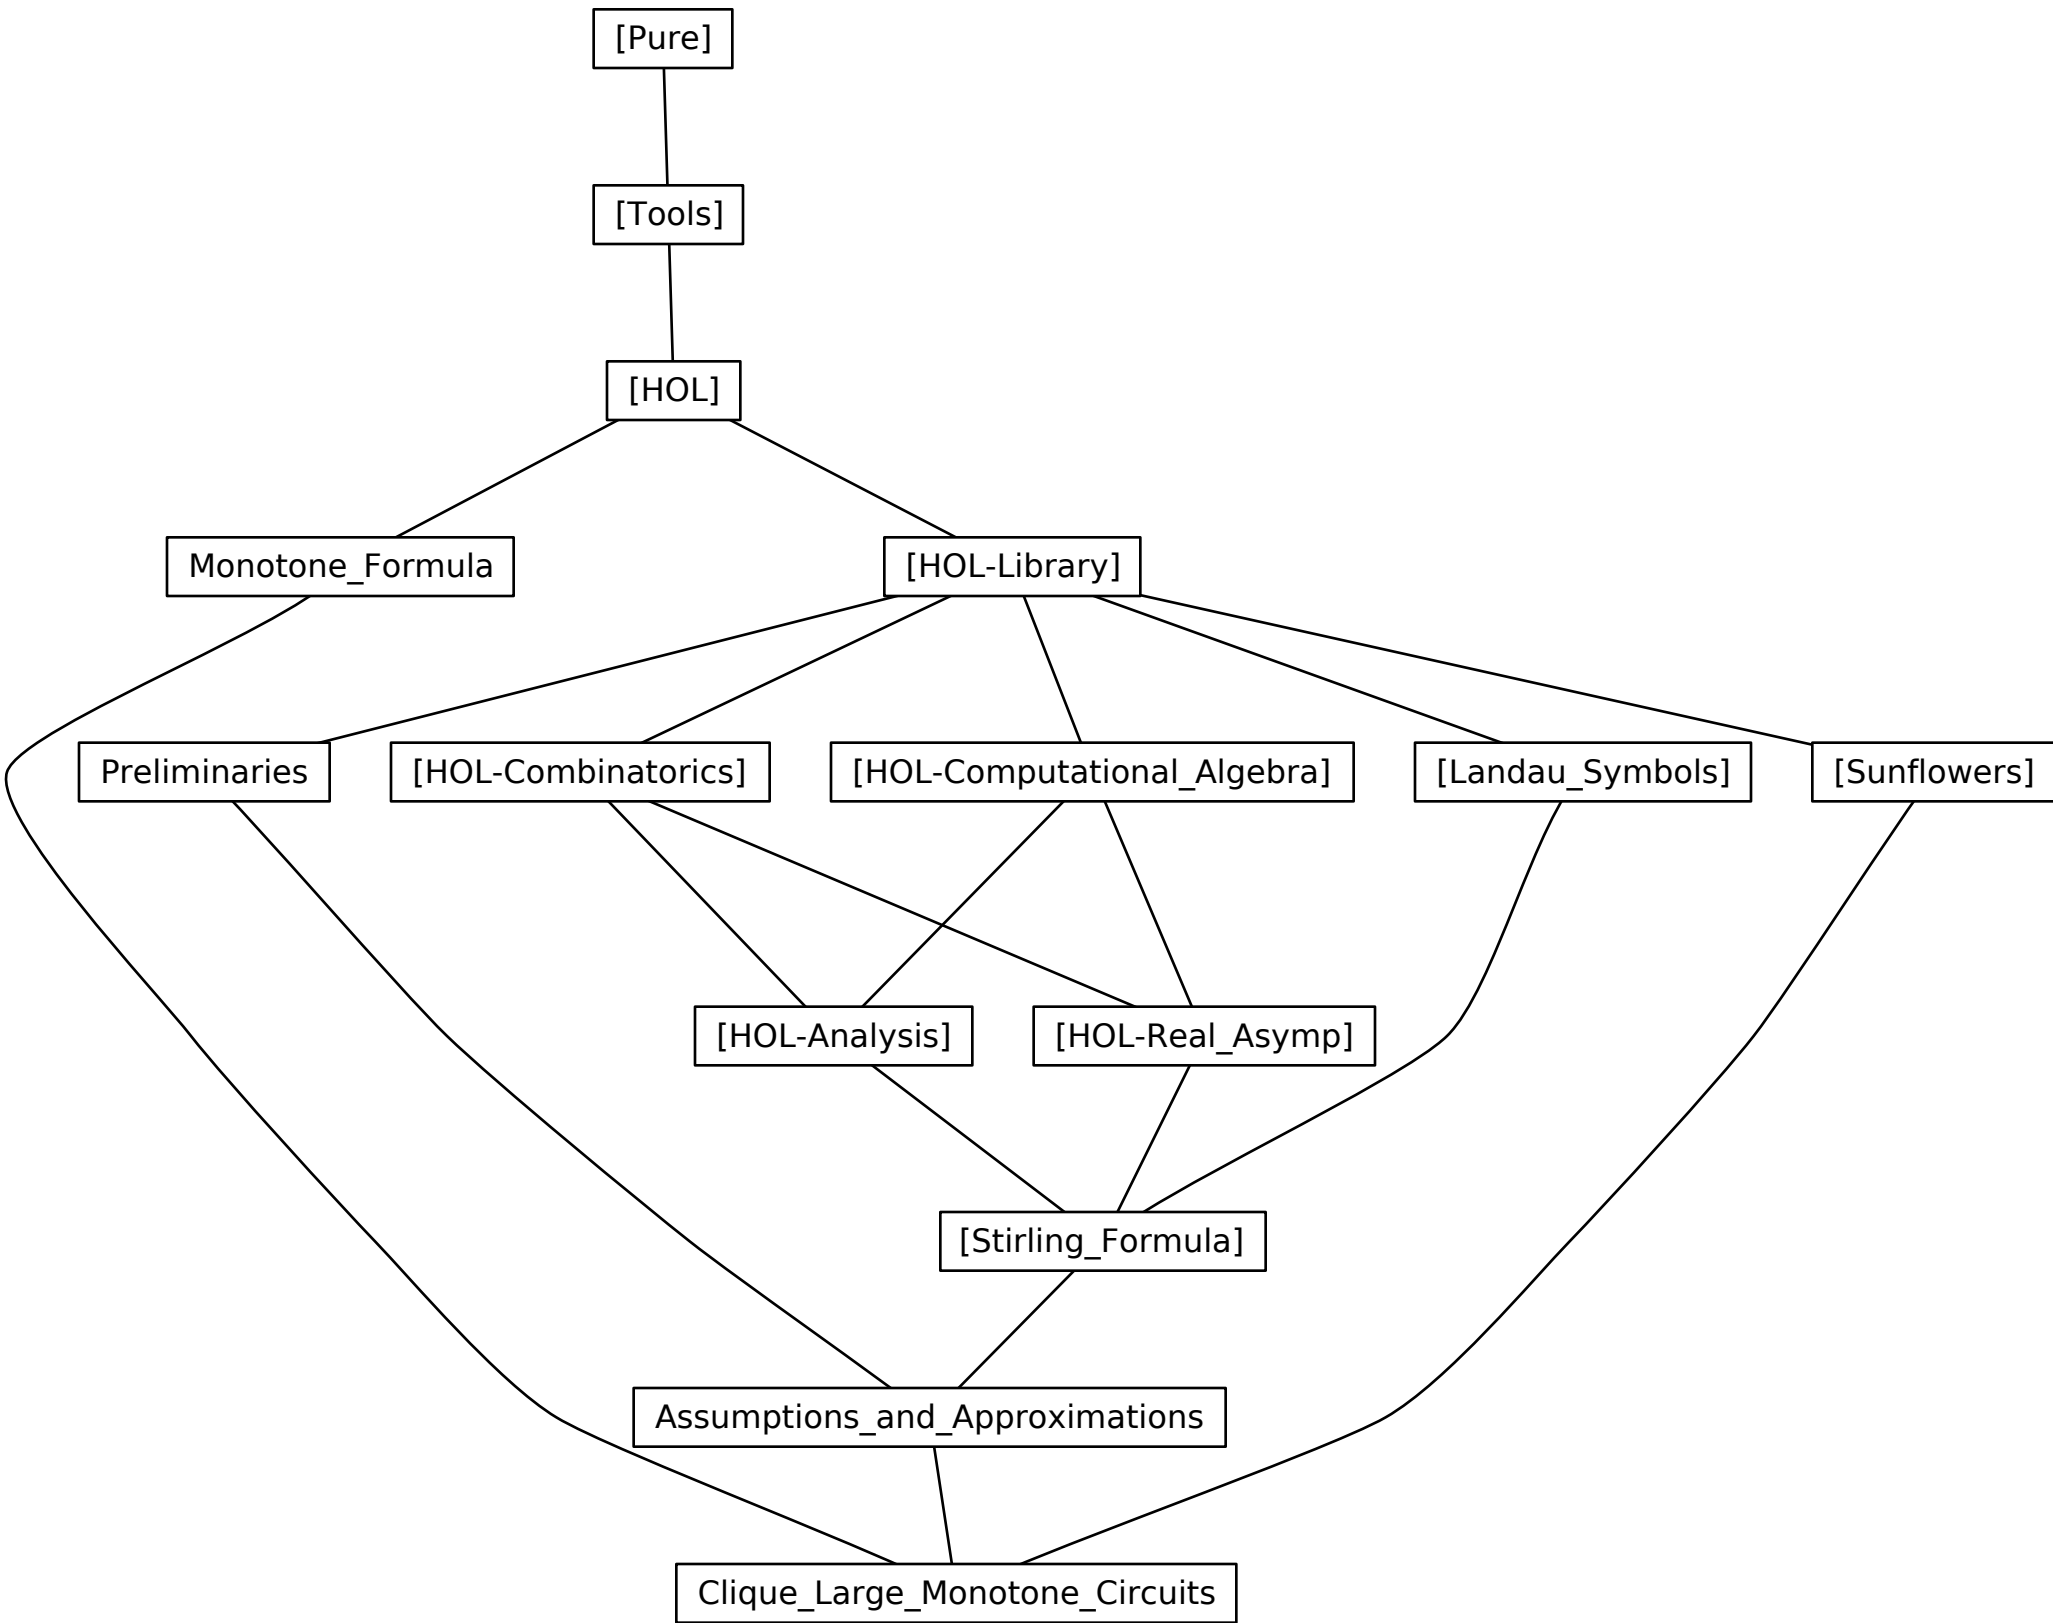 [Pure]
[Tools]
[HOL]
Monotone_Formula
[HOL-Library]
Preliminaries
[HOL-Combinatorics]
[HOL-Computational_Algebra]
[Landau_Symbols]
[Sunflowers]
[HOL-Analysis]
[HOL-Real_Asymp]
[Stirling_Formula]
Assumptions_and_Approximations
Clique_Large_Monotone_Circuits